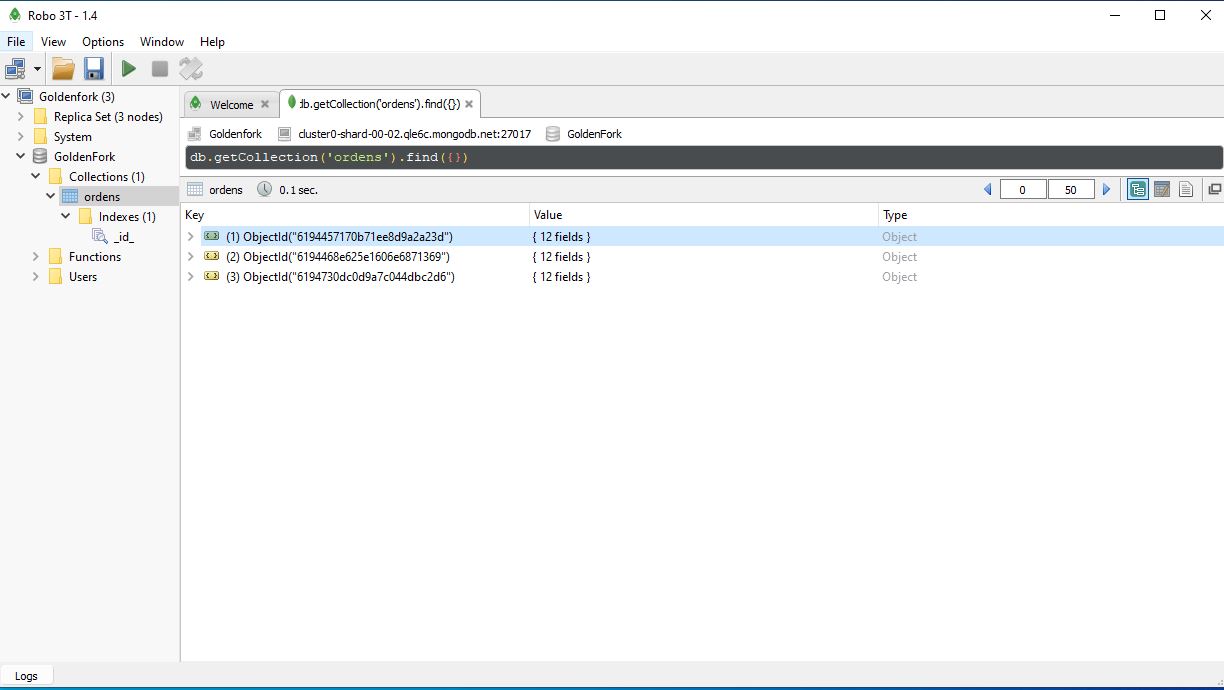 Robo 3T - 1.4
File View Options Window Help
Goldenfork (3)
Replica Set (3 nodes)
System
GoldenFork
Collections (1)
ordens
Indexes (1)
_id_
Functions
Users
Welcome db.getCollection('ordens').find({})
Goldenfork cluster0-shard-00-02.qle6c.mongodb.net:27017 GoldenFork
db.getCollection('ordens').find({})
ordens 0.1 sec. 0 50
Key Value Type
(1) ObjectId("6194457170b71ee8d9a2a23d") { 12 fields } Object
(2) ObjectId("6194468e625e1606e6871369") { 12 fields } Object
(3) ObjectId("6194730dc0d9a7c044dbc2d6") { 12 fields } Object
Logs